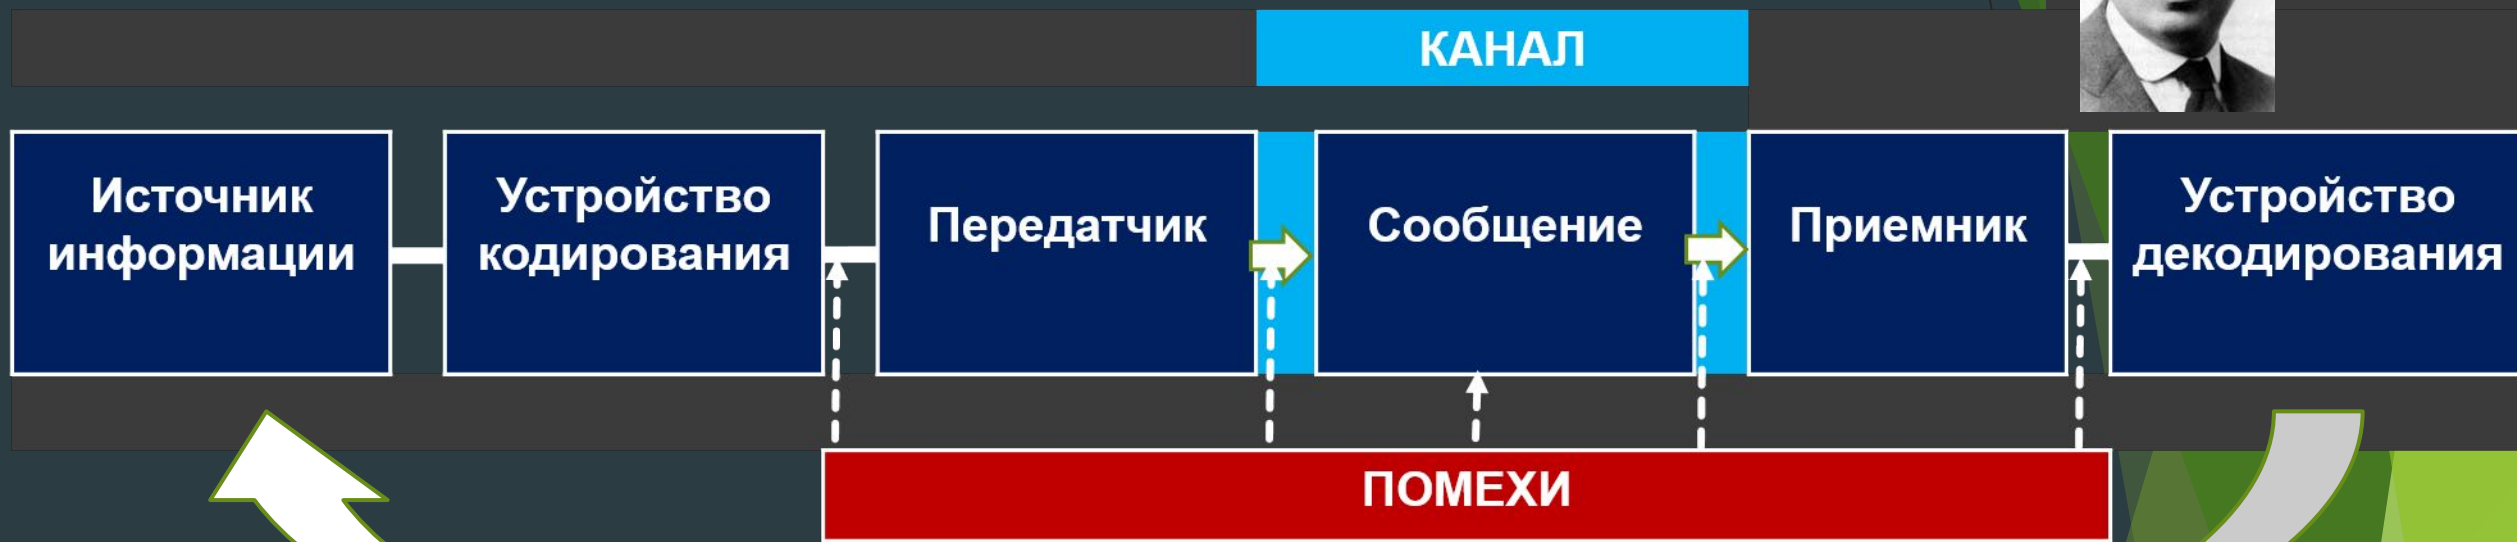 КАНАЛ
Источник
информации
Устройство
кодирования
Передатчик
Сообщение
Приемник
Устройство
декодирования
ПОМЕХИ